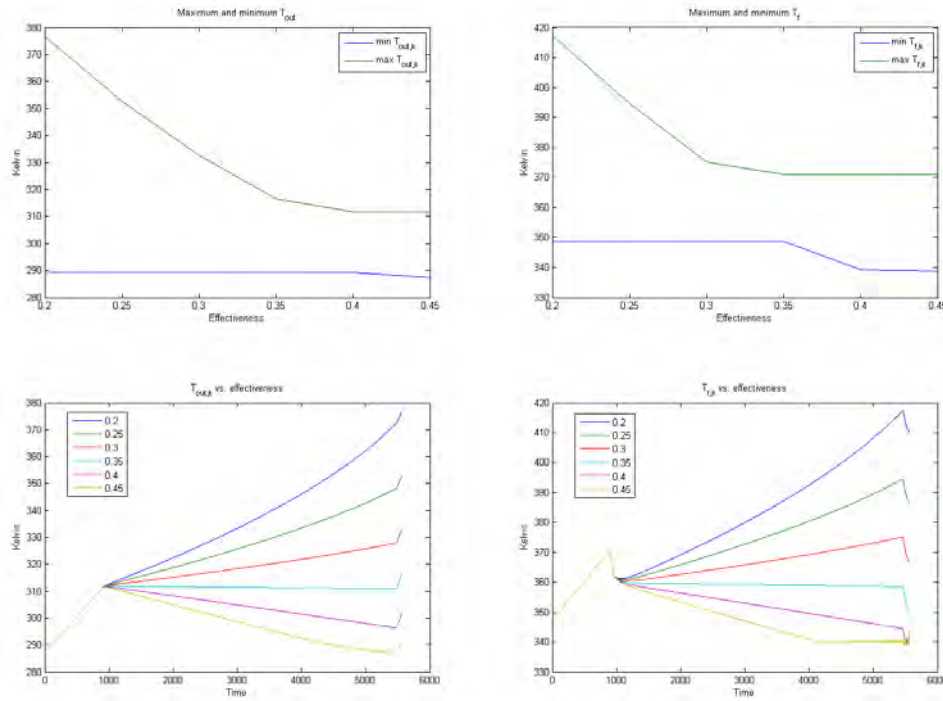 Maximum and minimum T_out
380
370
360
350
340
330
320
310
300
290
280
Kelvin
min T_out,k
max T_out,k
0.2 0.25 0.3 0.35 0.4 0.45
Effectiveness
Maximum and minimum T_f
420
410
400
390
380
370
360
350
340
330
Kelvin
min T_f,k
max T_f,k
0.2 0.25 0.3 0.35 0.4 0.45
Effectiveness
T_out,k vs. effectiveness
380
370
360
350
340
330
320
310
300
290
280
Kelvin
0.2
0.25
0.3
0.35
0.4
0.45
0 1000 2000 3000 4000 5000 6000
Time
T_f,k vs. effectiveness
420
410
400
390
380
370
360
350
340
330
Kelvin
0.2
0.25
0.3
0.35
0.4
0.45
0 1000 2000 3000 4000 5000 600
Time